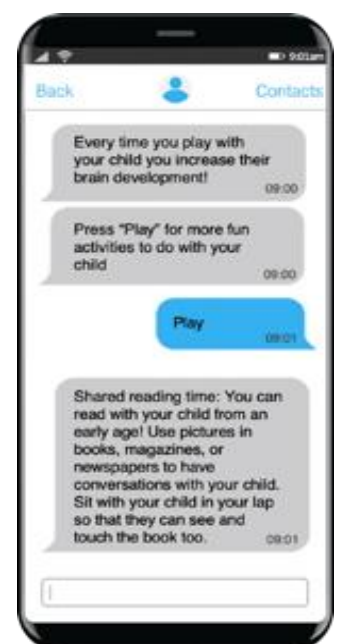 9:01am
Back
Contacts
Every time you play with
your child you increase their
brain development!
09:00
Press "Play" for more fun
activities to do with your
child
09:00
Play
09:01
Shared reading time: You can
read with your child from an
early age! Use pictures in
books, magazines, or
newspapers to have
conversations with your child.
Sit with your child in your lap
so that they can see and
touch the book too.
09:01